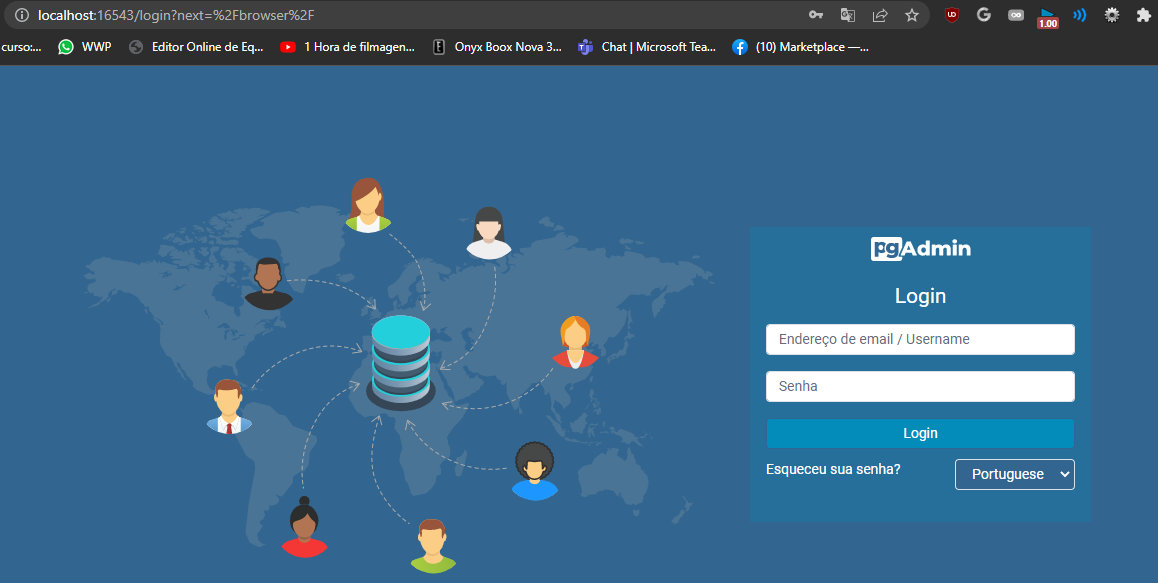 localhost:16543/login?next=%2Fbrowser%2F
1.00
curso:... WWP Editor Online de Eq... 1 Hora de filmagen... Onyx Boox Nova 3... Chat | Microsoft Tea... (10) Marketplace —...
pgAdmin
Login
Endereço de email / Username
Senha
Login
Esqueceu sua senha? Portuguese